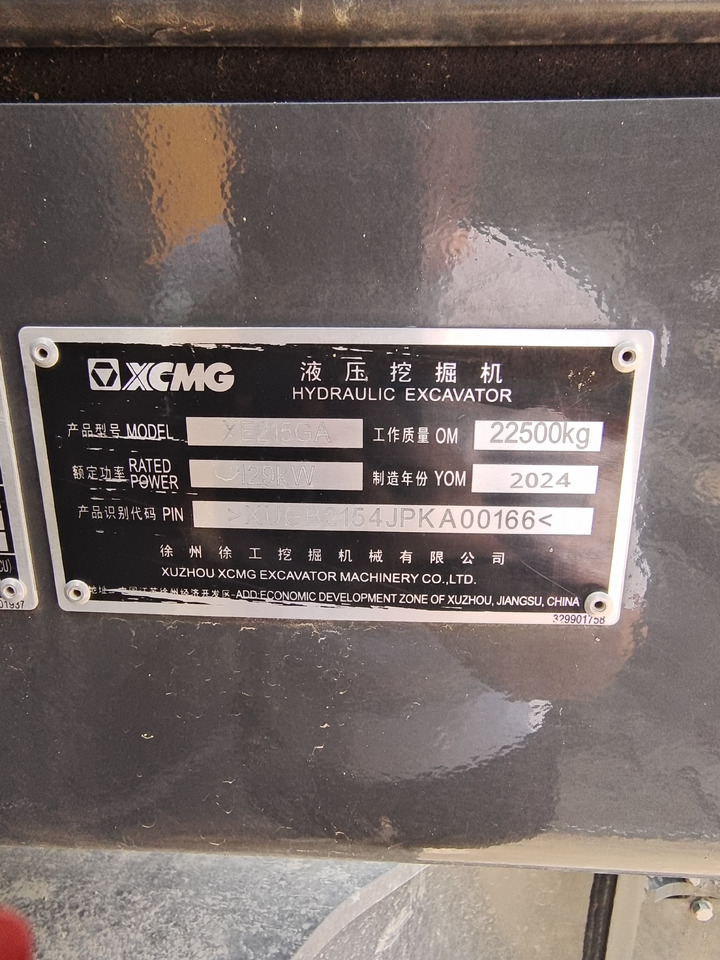 XCMG
液压挖掘机
HYDRAULIC EXCAVATOR
产品型号 MODEL XE215GA 工作质量 OM 22500kg
额定功率 RATED POWER 129kW 制造年份 YOM 2024
产品识别代码 PIN
徐州徐工挖掘机械有限公司
XUZHOU XCMG EXCAVATOR MACHINERY CO.,LTD.
ADD:ECONOMIC DEVELOPMENT ZONE OF XUZHOU, JIANGSU, CHINA
329901758
01937